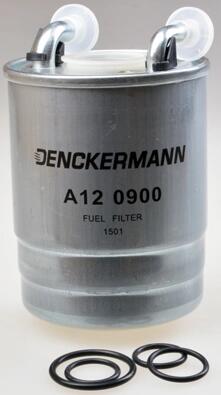 DENCKERMANN
A12 0900
FUEL FILTER
1501